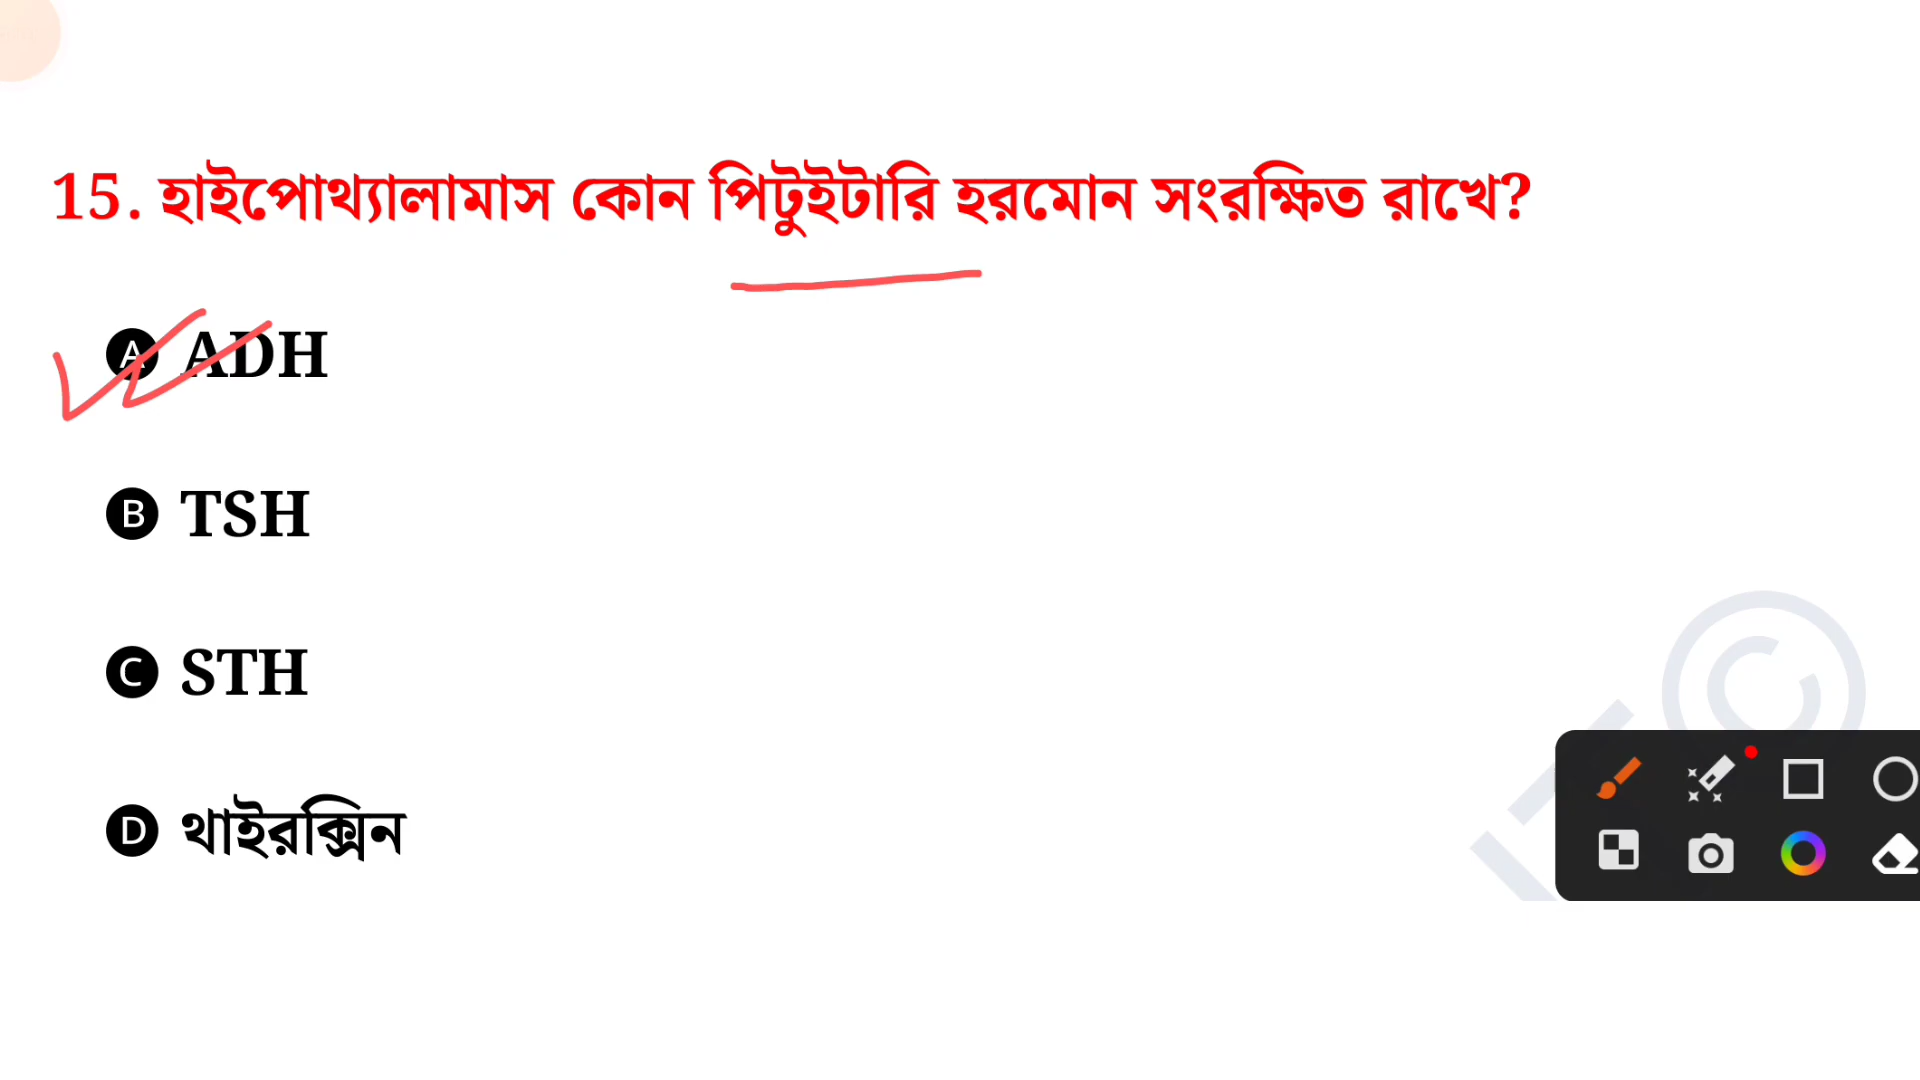 15. হাইপোথ্যালামাস কোন পিটুইটারি হরমোন সংরক্ষিত রাখে?
A ADH
B TSH
C STH
D থাইরক্সিন